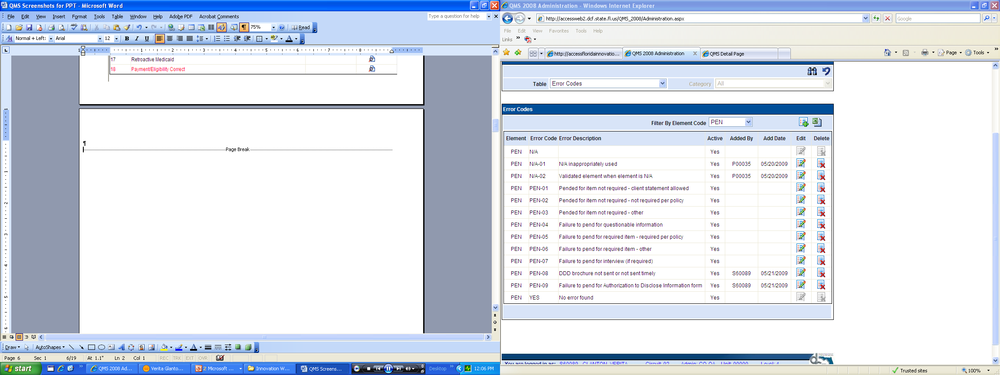 QMS Screenshots for PPT - Microsoft Word
File Edit View Insert Format Tools Table Window Help Adobe PDF Acrobat Comments
Type a question for help
75%
Read
Normal + Left: Arial 12 B I U
1 1 2 3 4 5 6 7 8
17 Retroactive Medicaid
18 Payment/Eligibility Correct
¶
Page Break
Draw AutoShapes
Page 6 Sec 1 6/19 At 1.1" Ln 2 Col 1 REC TRK EXT OVR
start
QMS 2008 Ad...
Verita Glanto...
2 Microsoft ...
Innovation W...
QMS Screens...
Desktop
12:06 PM
QMS 2008 Administration - Windows Internet Explorer
http://accessweb2.dcf.state.fl.us/QMS_2008/Administration.aspx
Google
File Edit View Favorites Tools Help
Links
http://accessfloridainnovatio...
QMS 2008 Administration
QMS Detail Page
Page Tools
Table Error Codes Category All
Error Codes
Filter By Element Code PEN
Element Error Code Error Description Active Added By Add Date Edit Delete
PEN N/A Yes
PEN N/A-01 N/A inappropriately used Yes P00035 05/20/2009
PEN N/A-02 Validated element when element is N/A Yes P00035 05/20/2009
PEN PEN-01 Pended for item not required - client statement allowed Yes
PEN PEN-02 Pended for item not required - not required per policy Yes
PEN PEN-03 Pended for item not required - other Yes
PEN PEN-04 Failure to pend for questionable information Yes
PEN PEN-05 Failure to pend for required item - required per policy Yes
PEN PEN-06 Failure to pend for required item - other Yes
PEN PEN-07 Failure to pend for interview (if required) Yes
PEN PEN-08 DDD brochure not sent or not sent timely Yes S60089 05/21/2009
PEN PEN-09 Failure to pend for Authorization to Disclose Information form Yes S60089 05/21/2009
PEN YES No error found Yes
You are logged in as: S60089 GLANTON, VERITA Circuit: 02 Admin: CO-QA Unit: 00000 Level: 4
Trusted sites
100%